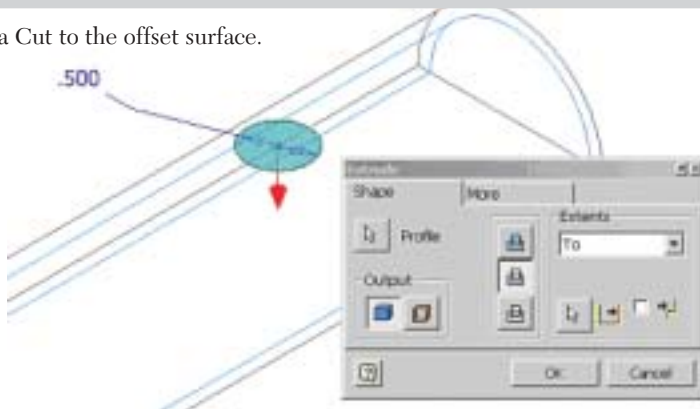 a Cut to the offset surface.
.500
Extrude
Shape
More
Extents
Profile
To
Output
OK
Cancel